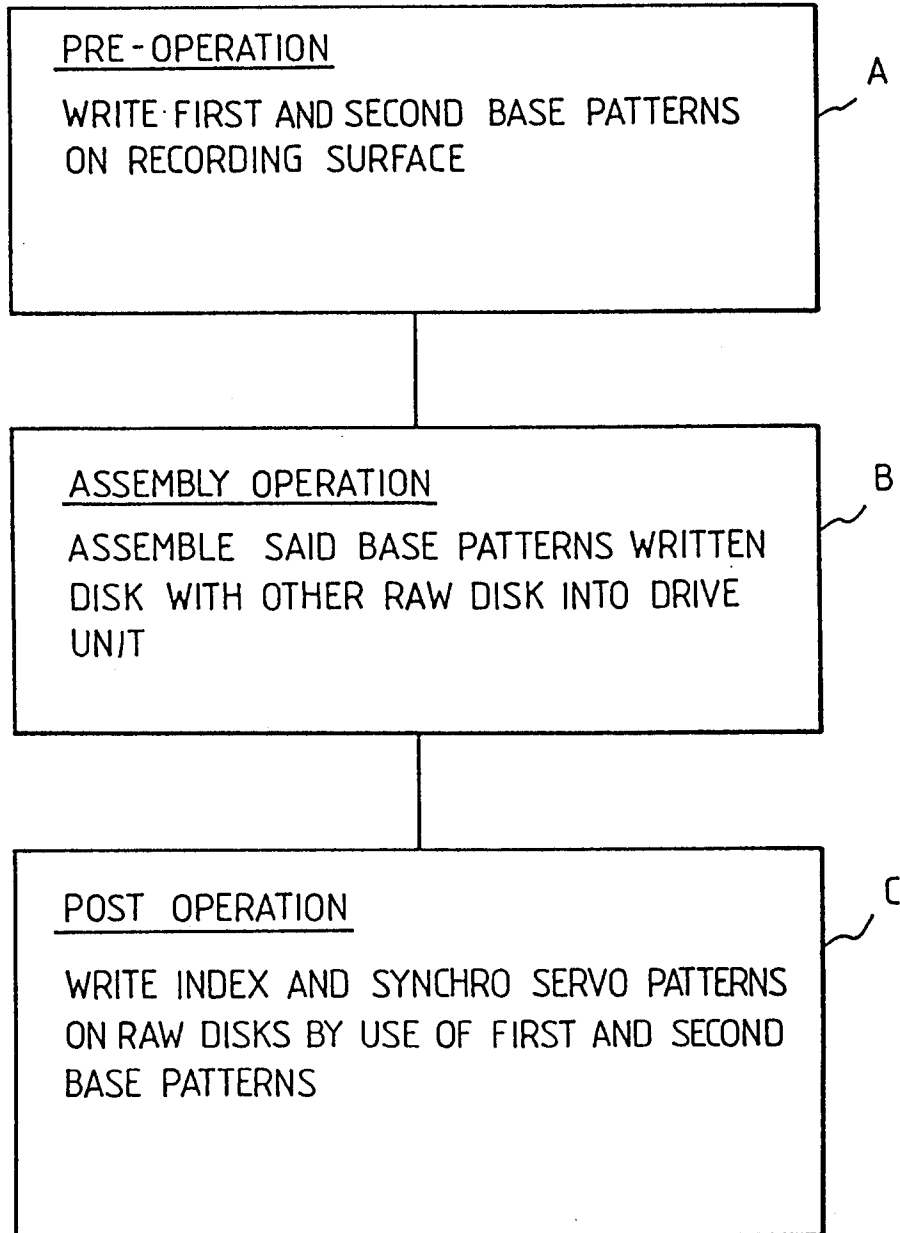 PRE-OPERATION
WRITE FIRST AND SECOND BASE PATTERNS
ON RECORDING SURFACE
A
ASSEMBLY OPERATION
ASSEMBLE SAID BASE PATTERNS WRITTEN
DISK WITH OTHER RAW DISK INTO DRIVE
UNIT
B
POST OPERATION
WRITE INDEX AND SYNCHRO SERVO PATTERNS
ON RAW DISKS BY USE OF FIRST AND SECOND
BASE PATTERNS
C